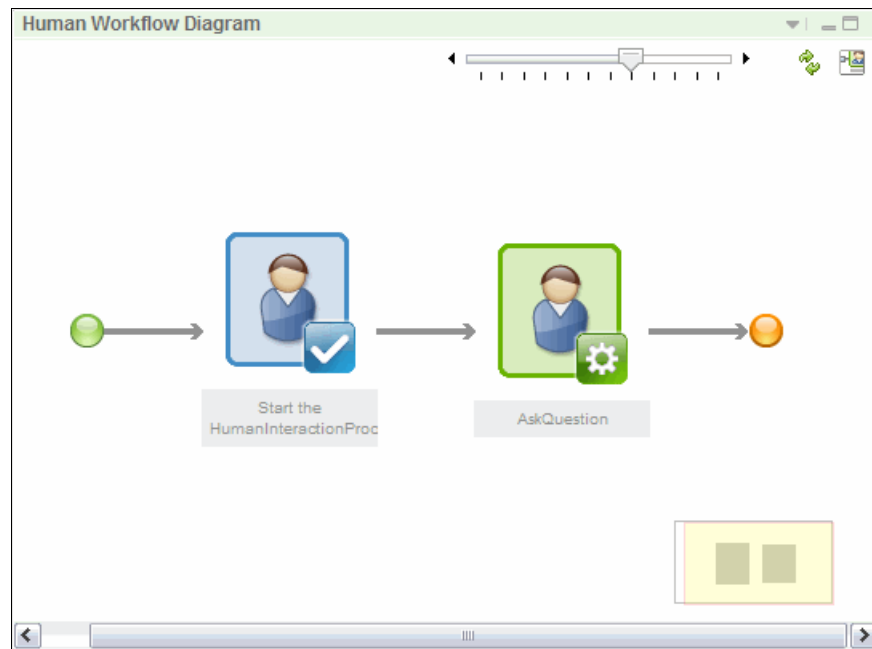 Human Workflow Diagram
Start the
HumanInteractionProc
AskQuestion